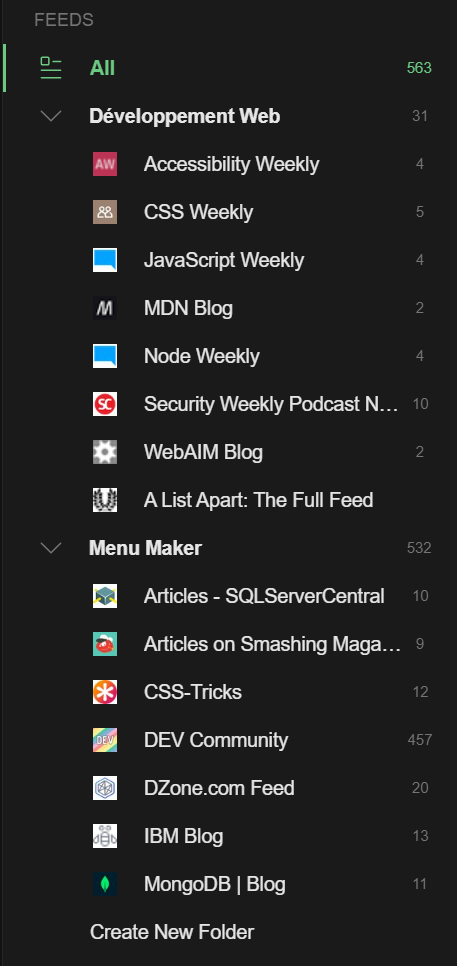 FEEDS
All 563
Développement Web 31
AW Accessibility Weekly 4
CSS Weekly 5
JavaScript Weekly 4
M MDN Blog 2
Node Weekly 4
SC Security Weekly Podcast N... 10
WebAIM Blog 2
A List Apart: The Full Feed
Menu Maker 532
Articles - SQLServerCentral 10
Articles on Smashing Maga... 9
CSS-Tricks 12
DEV DEV Community 457
DZone.com Feed 20
IBM Blog 13
MongoDB | Blog 11
Create New Folder